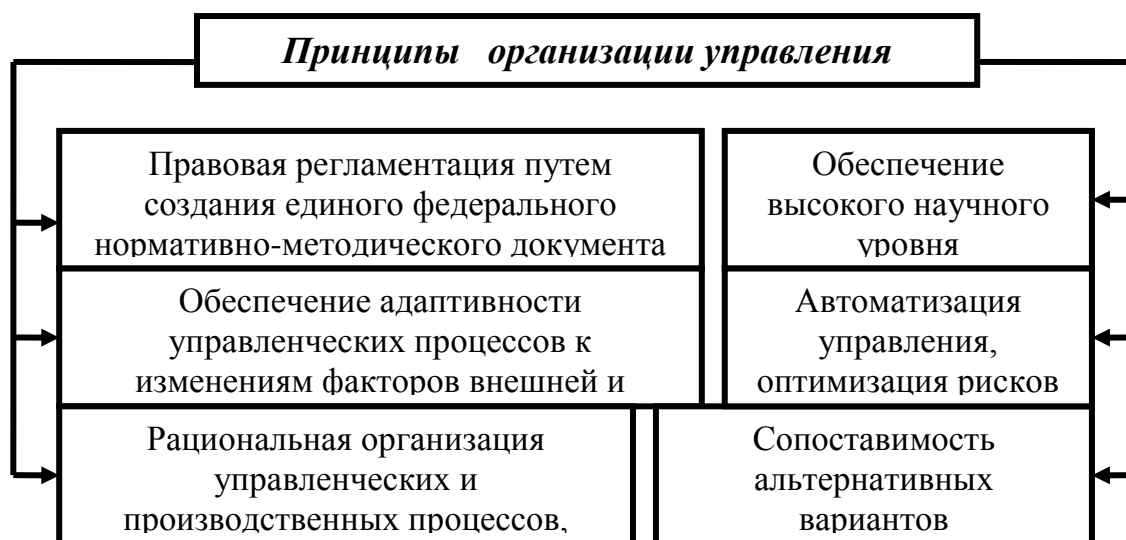 Принципы организации управления
Правовая регламентация путем
создания единого федерального
нормативно-методического документа
Обеспечение
высокого научного
уровня
Обеспечение адаптивности
управленческих процессов к
изменениям факторов внешней и
Автоматизация
управления,
оптимизация рисков
Рациональная организация
управленческих и
производственных процессов,
Сопоставимость
альтернативных
вариантов